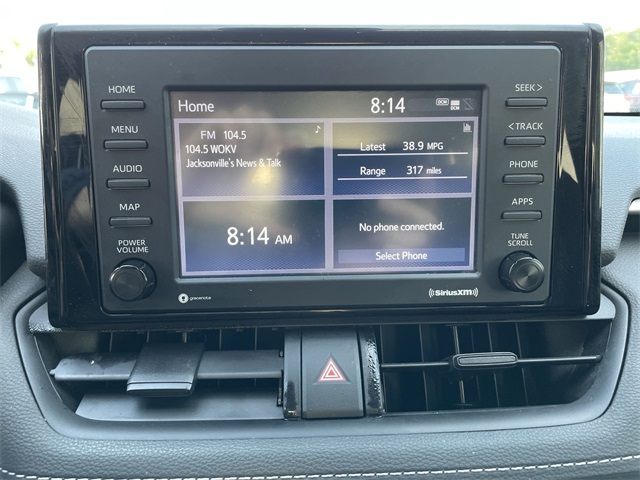 HOME
MENU
AUDIO
MAP
POWER
VOLUME
Home
8:14
DCM
DCM
FM 104.5
104.5 WOKV
Jacksonville's News & Talk
Latest 38.9 MPG
Range 317 miles
8:14 AM
No phone connected.
Select Phone
SEEK >
< TRACK
PHONE
APPS
TUNE
SCROLL
gracenote
((SiriusXM))